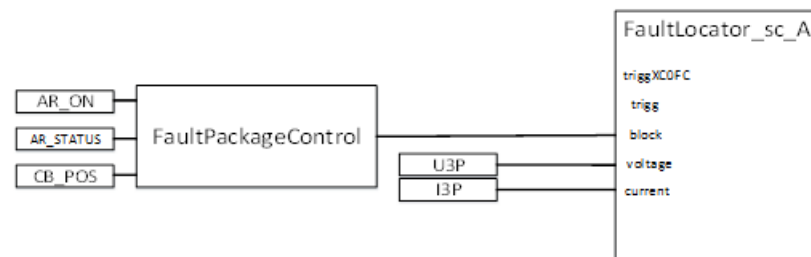 FaultLocator_sc_A
triggXC0FC
AR_ON
trigg
AR_STATUS
FaultPackageControl
block
CB_POS
U3P
voltage
I3P
current